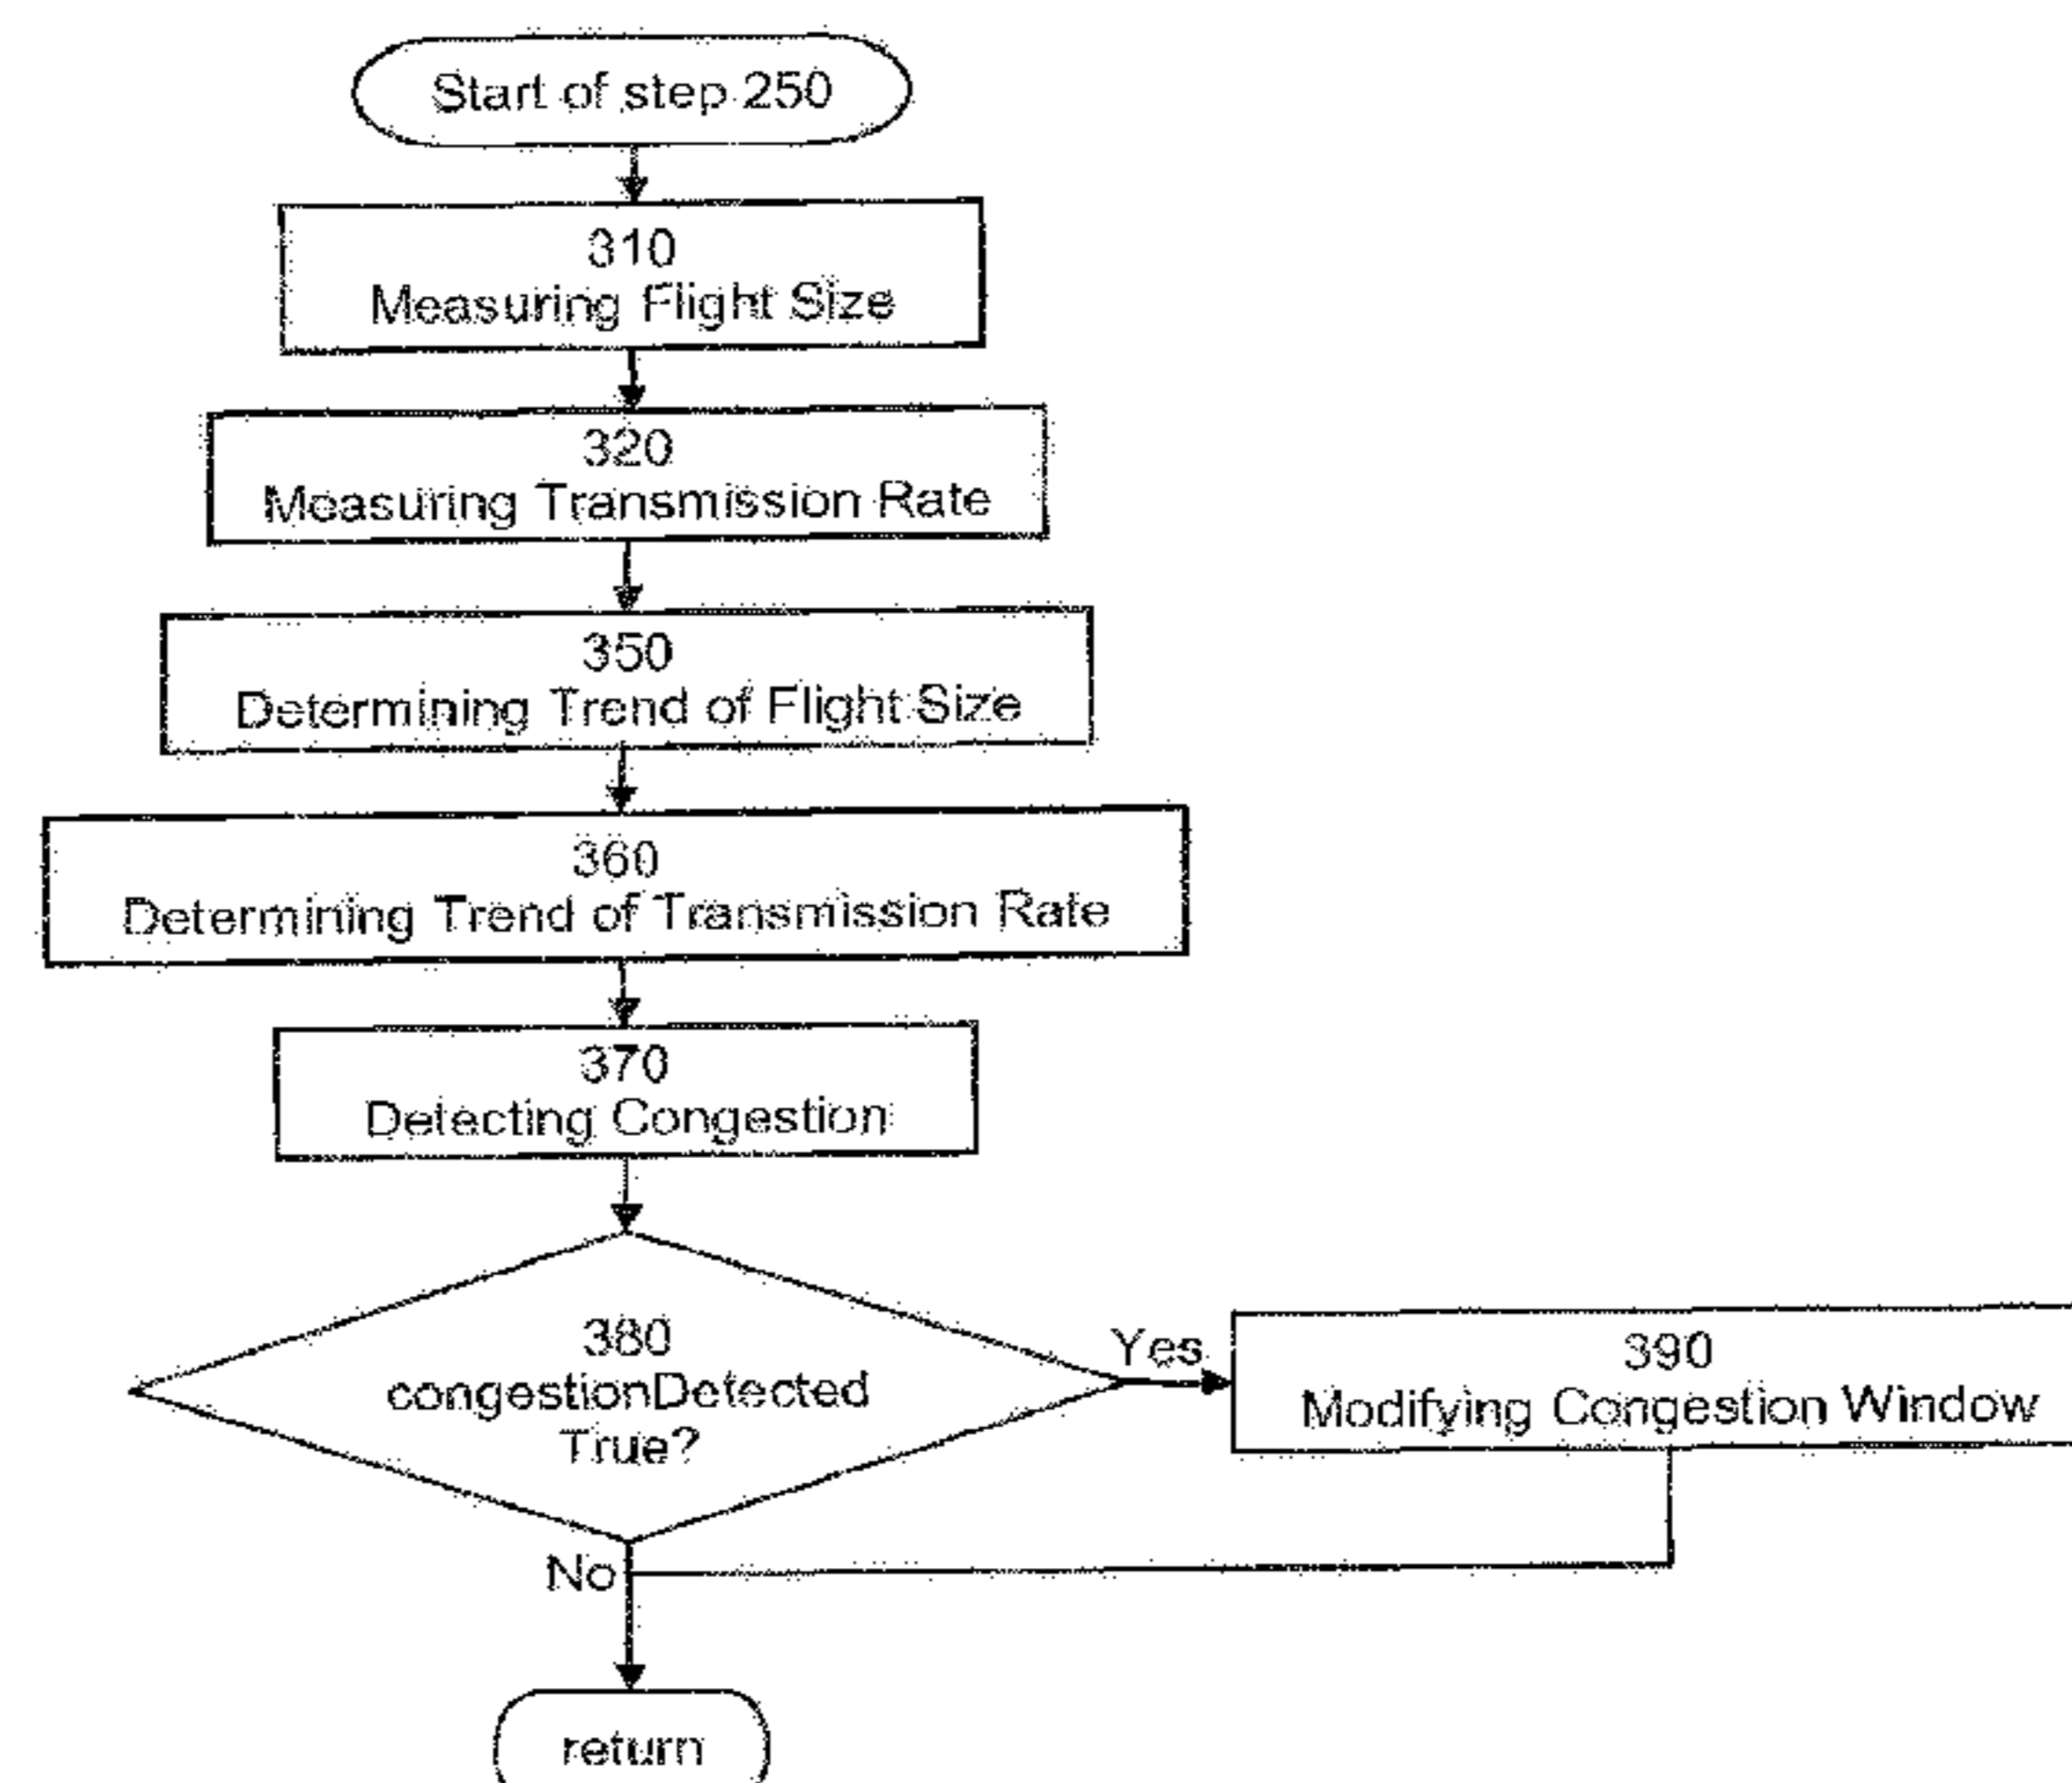 Start of step 250
310
Measuring Flight Size
320
Measuring Transmission Rate
350
Determining Trend of Flight Size
360
Determining Trend of Transmission Rate
370
Detecting Congestion
380
congestionDetected
True?
Yes
390
Modifying Congestion Window
No
return